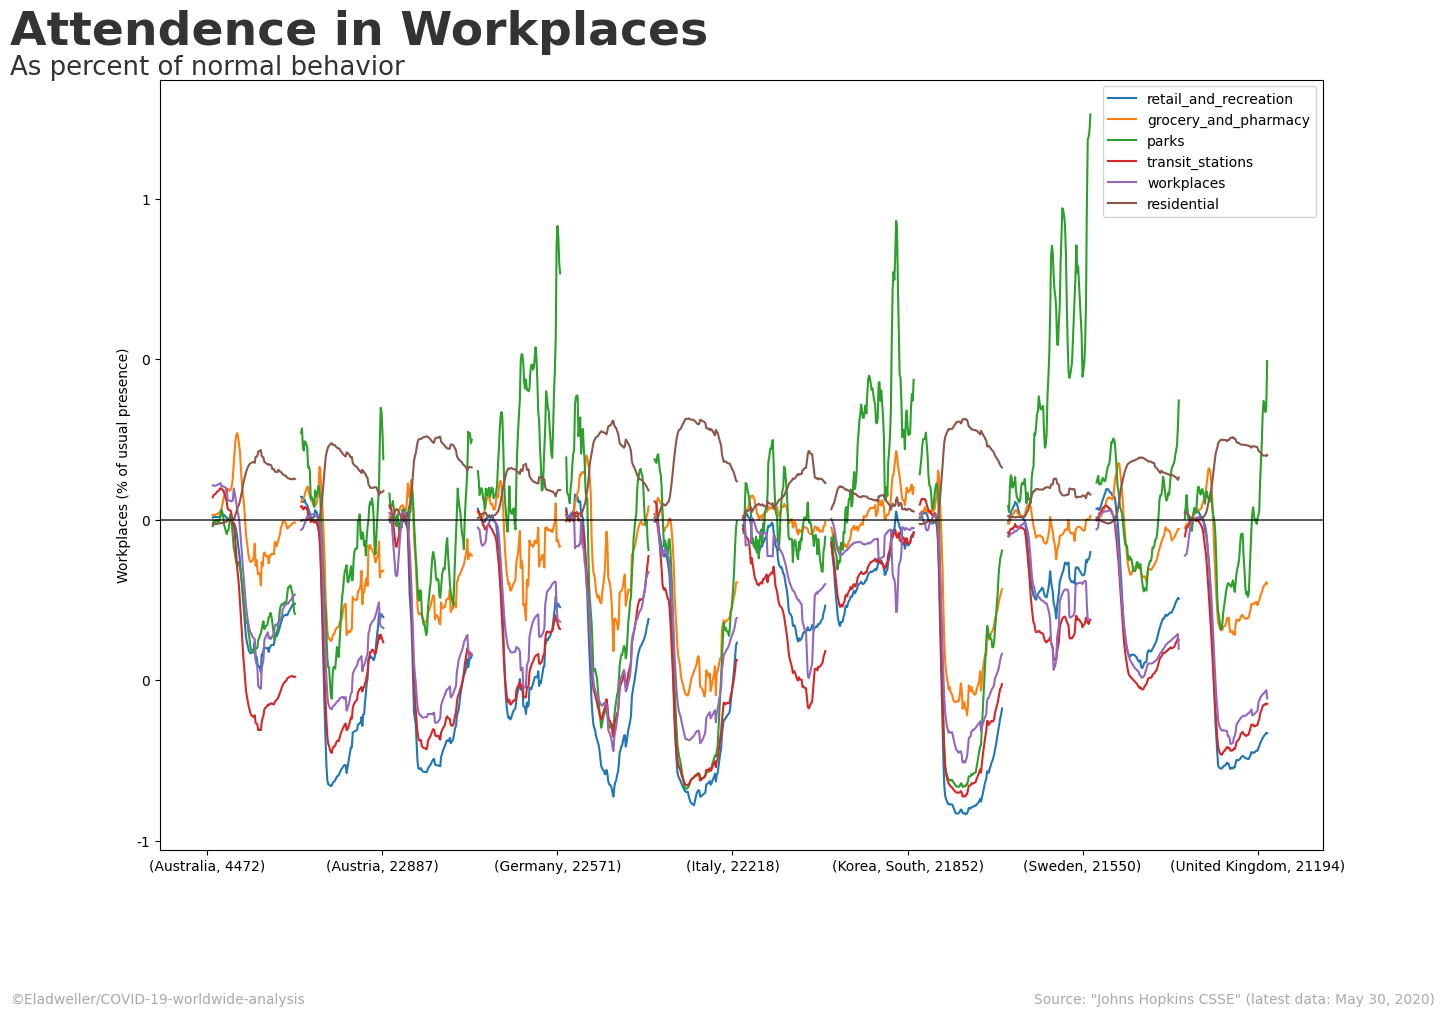 Attendence in Workplaces
As percent of normal behavior
retail_and_recreation
grocery_and_pharmacy
parks
transit_stations
workplaces
residential
Workplaces (% of usual presence)
1
0
0
0
-1
(Australia, 4472)
(Austria, 22887)
(Germany, 22571)
(Italy, 22218)
(Korea, South, 21852)
(Sweden, 21550)
(United Kingdom, 21194)
©Eladweller/COVID-19-worldwide-analysis
Source: "Johns Hopkins CSSE" (latest data: May 30, 2020)